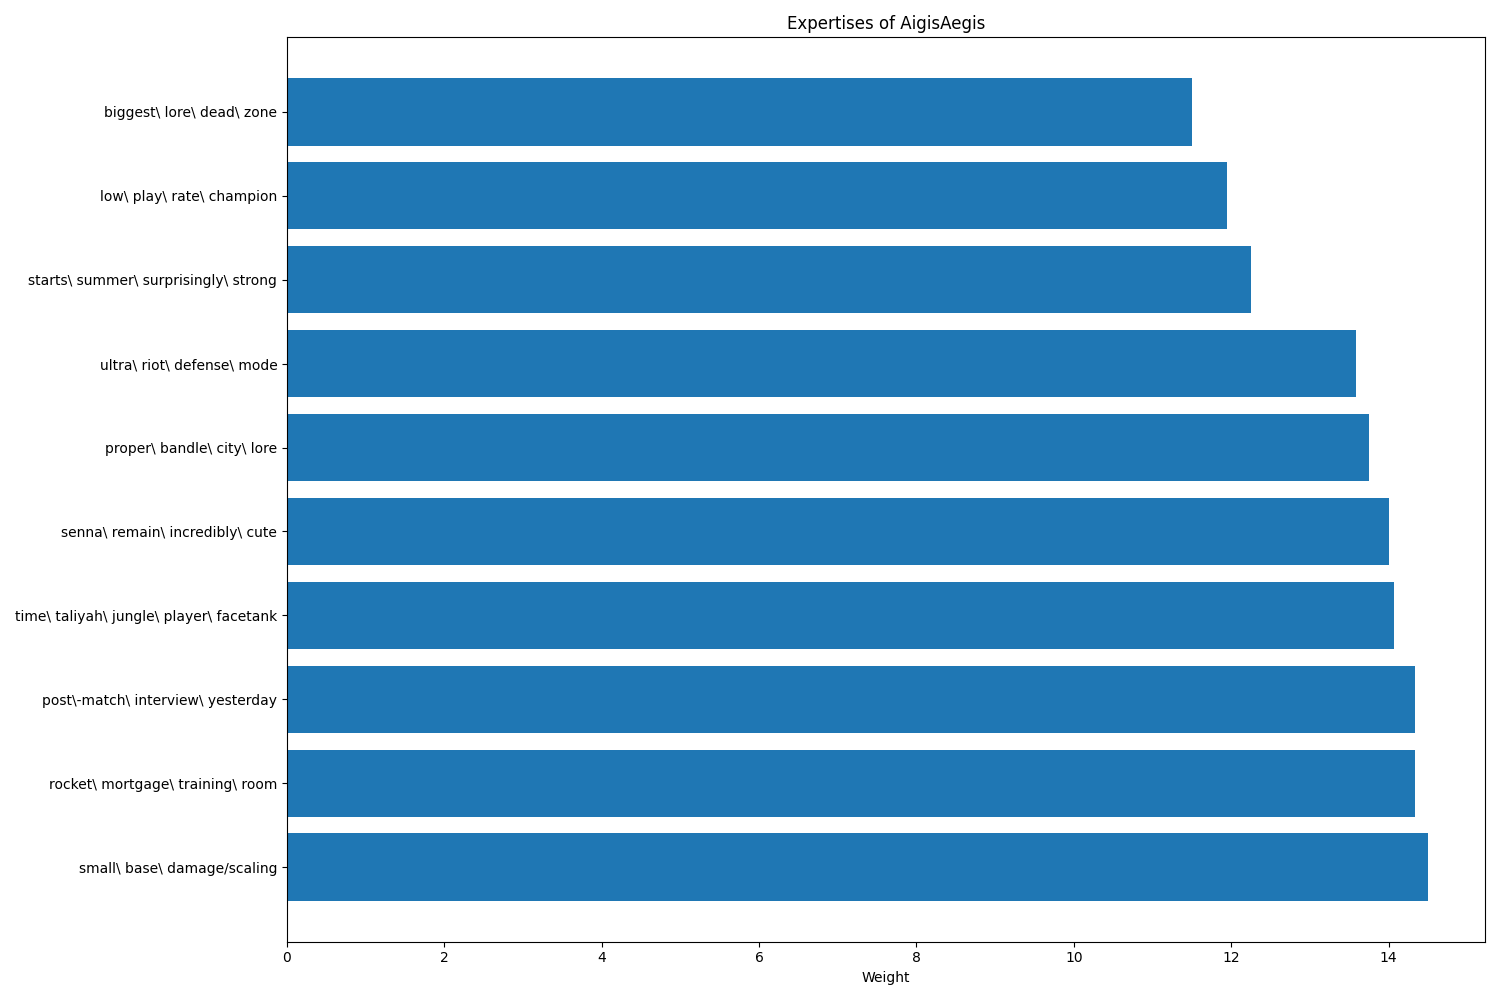 Expertises of AigisAegis
biggest\ lore\ dead\ zone
low\ play\ rate\ champion
starts\ summer\ surprisingly\ strong
ultra\ riot\ defense\ mode
proper\ bandle\ city\ lore
senna\ remain\ incredibly\ cute
time\ taliyah\ jungle\ player\ facetank
post\-match\ interview\ yesterday
rocket\ mortgage\ training\ room
small\ base\ damage/scaling
0 2 4 6 8 10 12 14
Weight